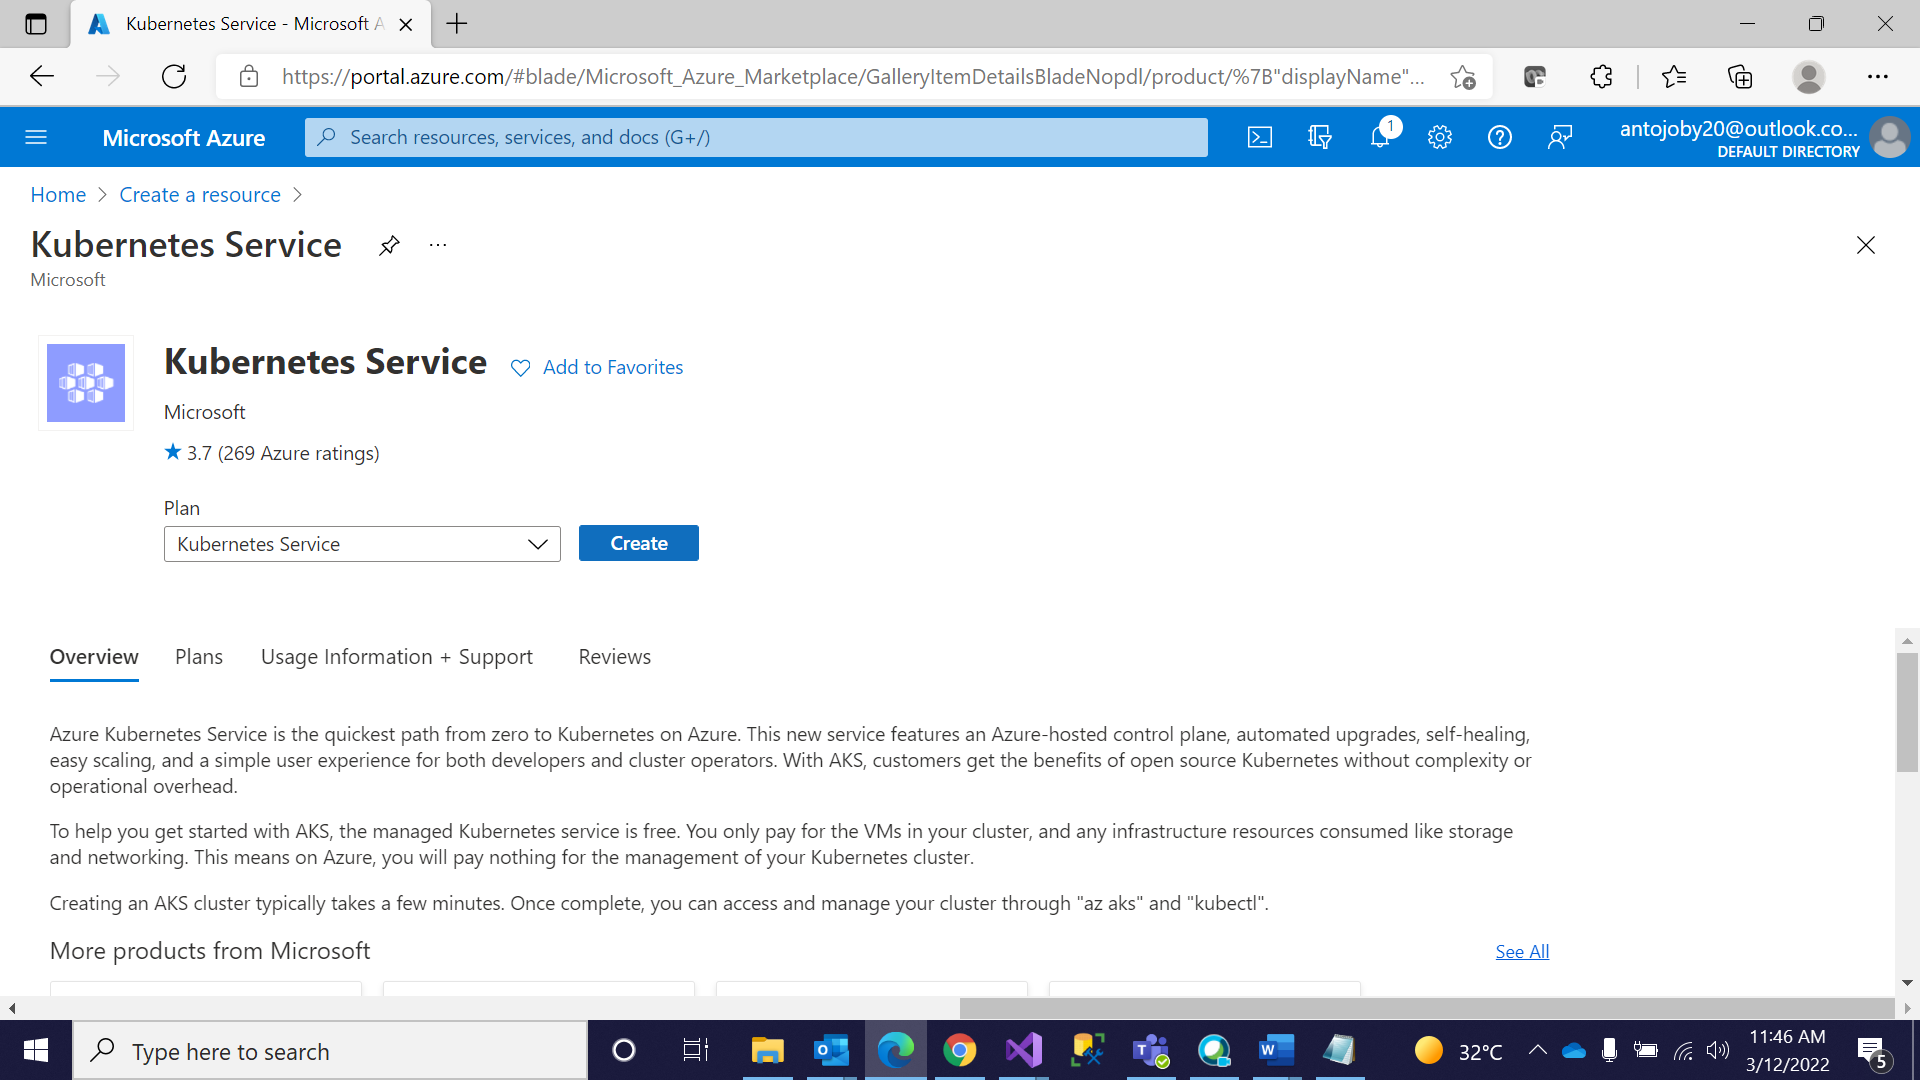 Kubernetes Service - Microsoft A
https://portal.azure.com/#blade/Microsoft_Azure_Marketplace/GalleryItemDetailsBladeNopdl/product/%7B"displayName"...
Microsoft Azure
Search resources, services, and docs (G+/)
1
antojoby20@outlook.co...
DEFAULT DIRECTORY
Home
Create a resource
Kubernetes Service
Microsoft
Kubernetes Service
Add to Favorites
Microsoft
3.7 (269 Azure ratings)
Plan
Kubernetes Service
Create
Overview
Plans
Usage Information + Support
Reviews
Azure Kubernetes Service is the quickest path from zero to Kubernetes on Azure. This new service features an Azure-hosted control plane, automated upgrades, self-healing,
easy scaling, and a simple user experience for both developers and cluster operators. With AKS, customers get the benefits of open source Kubernetes without complexity or
operational overhead.
To help you get started with AKS, the managed Kubernetes service is free. You only pay for the VMs in your cluster, and any infrastructure resources consumed like storage
and networking. This means on Azure, you will pay nothing for the management of your Kubernetes cluster.
Creating an AKS cluster typically takes a few minutes. Once complete, you can access and manage your cluster through "az aks" and "kubectl".
More products from Microsoft
See All
Type here to search
32°C
11:46 AM
3/12/2022
5